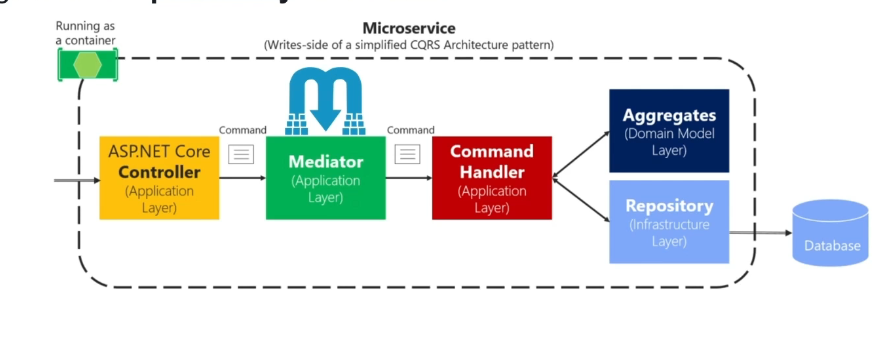 Running as
a container
Microservice
(Writes-side of a simplified CQRS Architecture pattern)
ASP.NET Core
Controller
(Application
Layer)
Command
Mediator
(Application
Layer)
Command
Command
Handler
(Application
Layer)
Aggregates
(Domain Model
Layer)
Repository
(Infrastructure
Layer)
Database